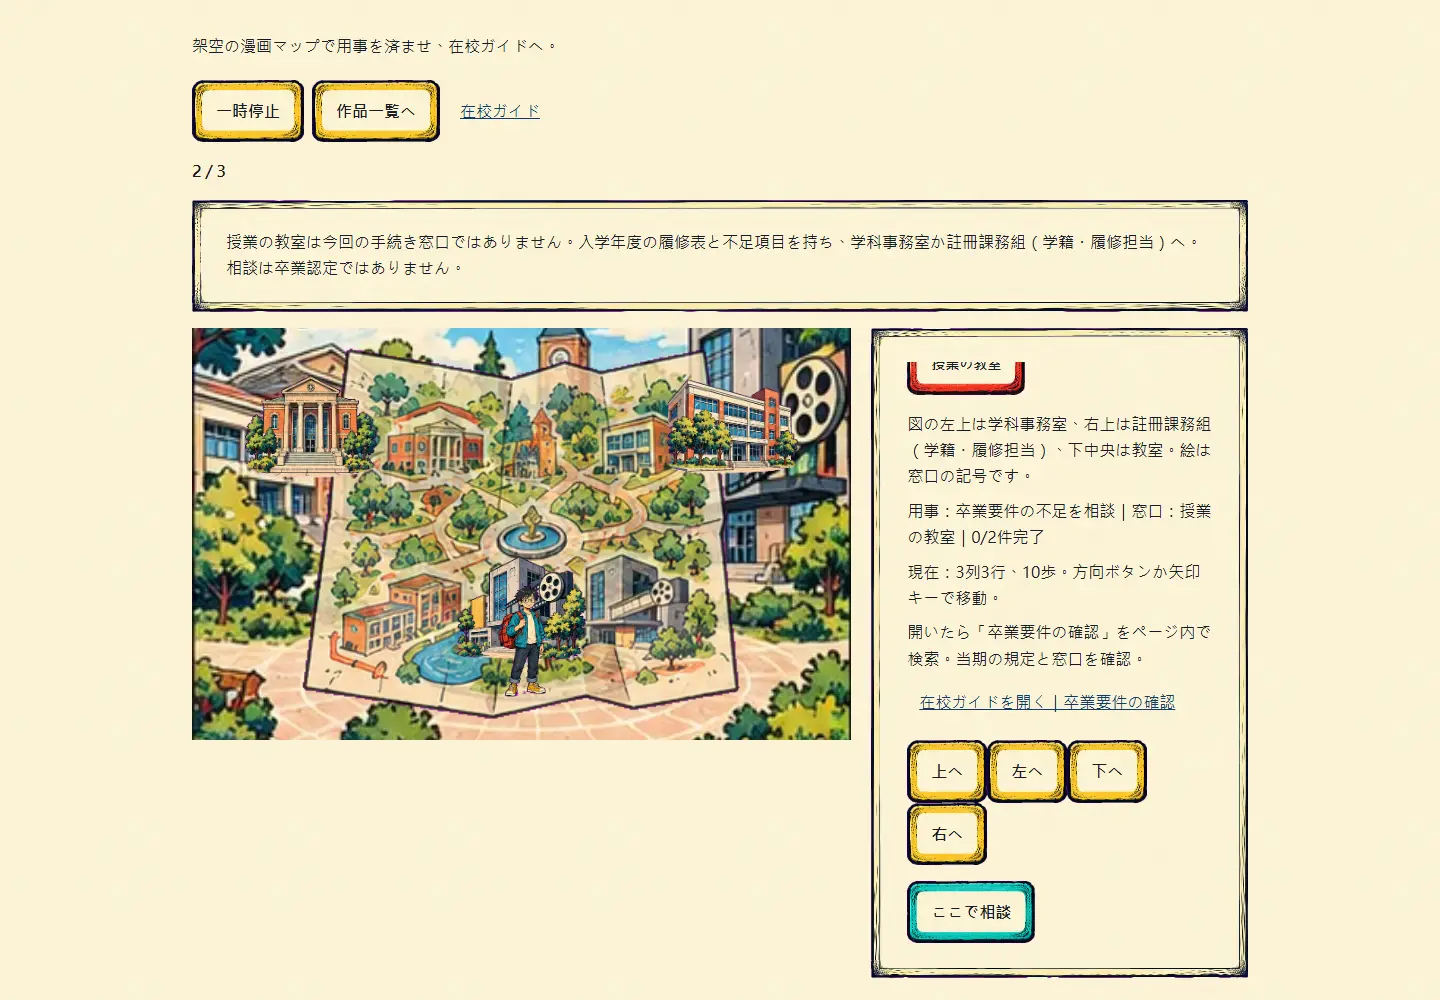 架空の漫画マップで用事を済ませ、在校ガイドへ。
一時停止
作品一覧へ
在校ガイド
2 / 3
授業の教室は今回の手続き窓口ではありません。入学年度の履修表と不足項目を持ち、学科事務室か註冊課務組（学籍・履修担当）へ。
相談は卒業認定ではありません。
授業の教室
図の左上は学科事務室、右上は註冊課務組
（学籍・履修担当）、下中央は教室。絵は
窓口の記号です。
用事：卒業要件の不足を相談 | 窓口：授業
の教室 | 0/2件完了
現在：3列3行、10歩。方向ボタンか矢印
キーで移動。
開いたら「卒業要件の確認」をページ内で
検索。当期の規定と窓口を確認。
在校ガイドを開く | 卒業要件の確認
上へ
左へ
下へ
右へ
ここで相談